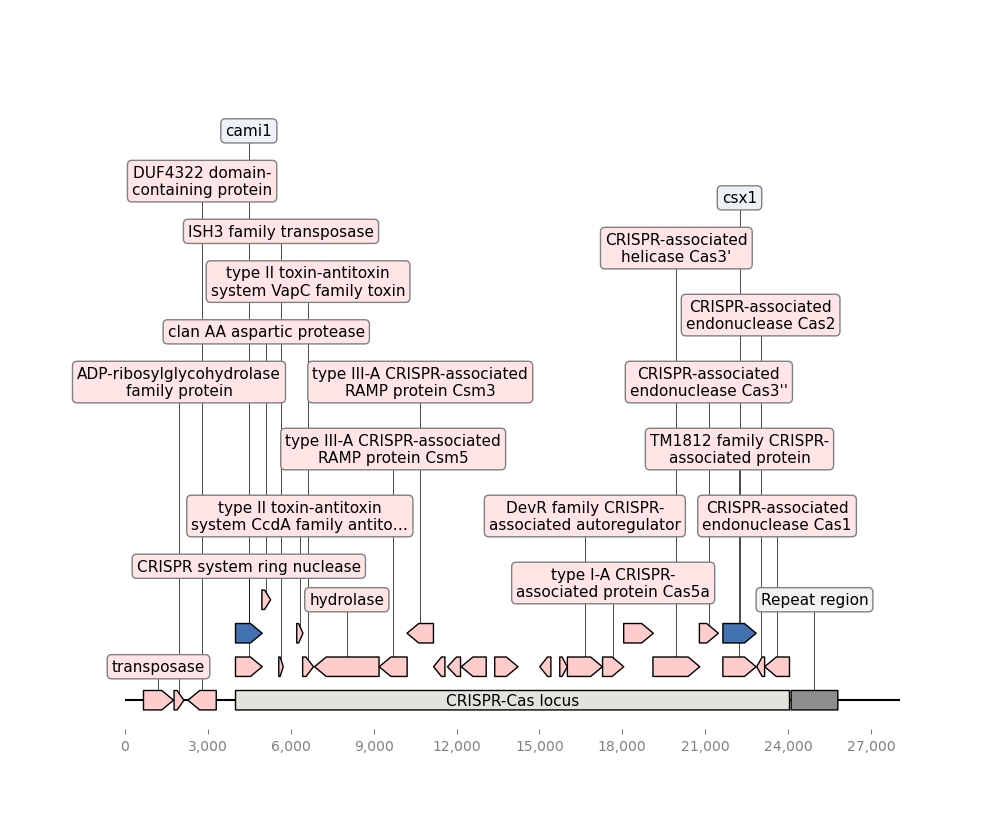 cami1
DUF4322 domain-
containing protein
csx1
ISH3 family transposase
CRISPR-associated
helicase Cas3'
type II toxin-antitoxin
system VapC family toxin
CRISPR-associated
endonuclease Cas2
clan AA aspartic protease
ADP-ribosylglycohydrolase
family protein
type III-A CRISPR-associated
RAMP protein Csm3
CRISPR-associated
endonuclease Cas3''
type III-A CRISPR-associated
RAMP protein Csm5
TM1812 family CRISPR-
associated protein
type II toxin-antitoxin
system CcdA family antito…
DevR family CRISPR-
associated autoregulator
CRISPR-associated
endonuclease Cas1
CRISPR system ring nuclease
type I-A CRISPR-
associated protein Cas5a
hydrolase
Repeat region
transposase
CRISPR-Cas locus
0 3,000 6,000 9,000 12,000 15,000 18,000 21,000 24,000 27,000